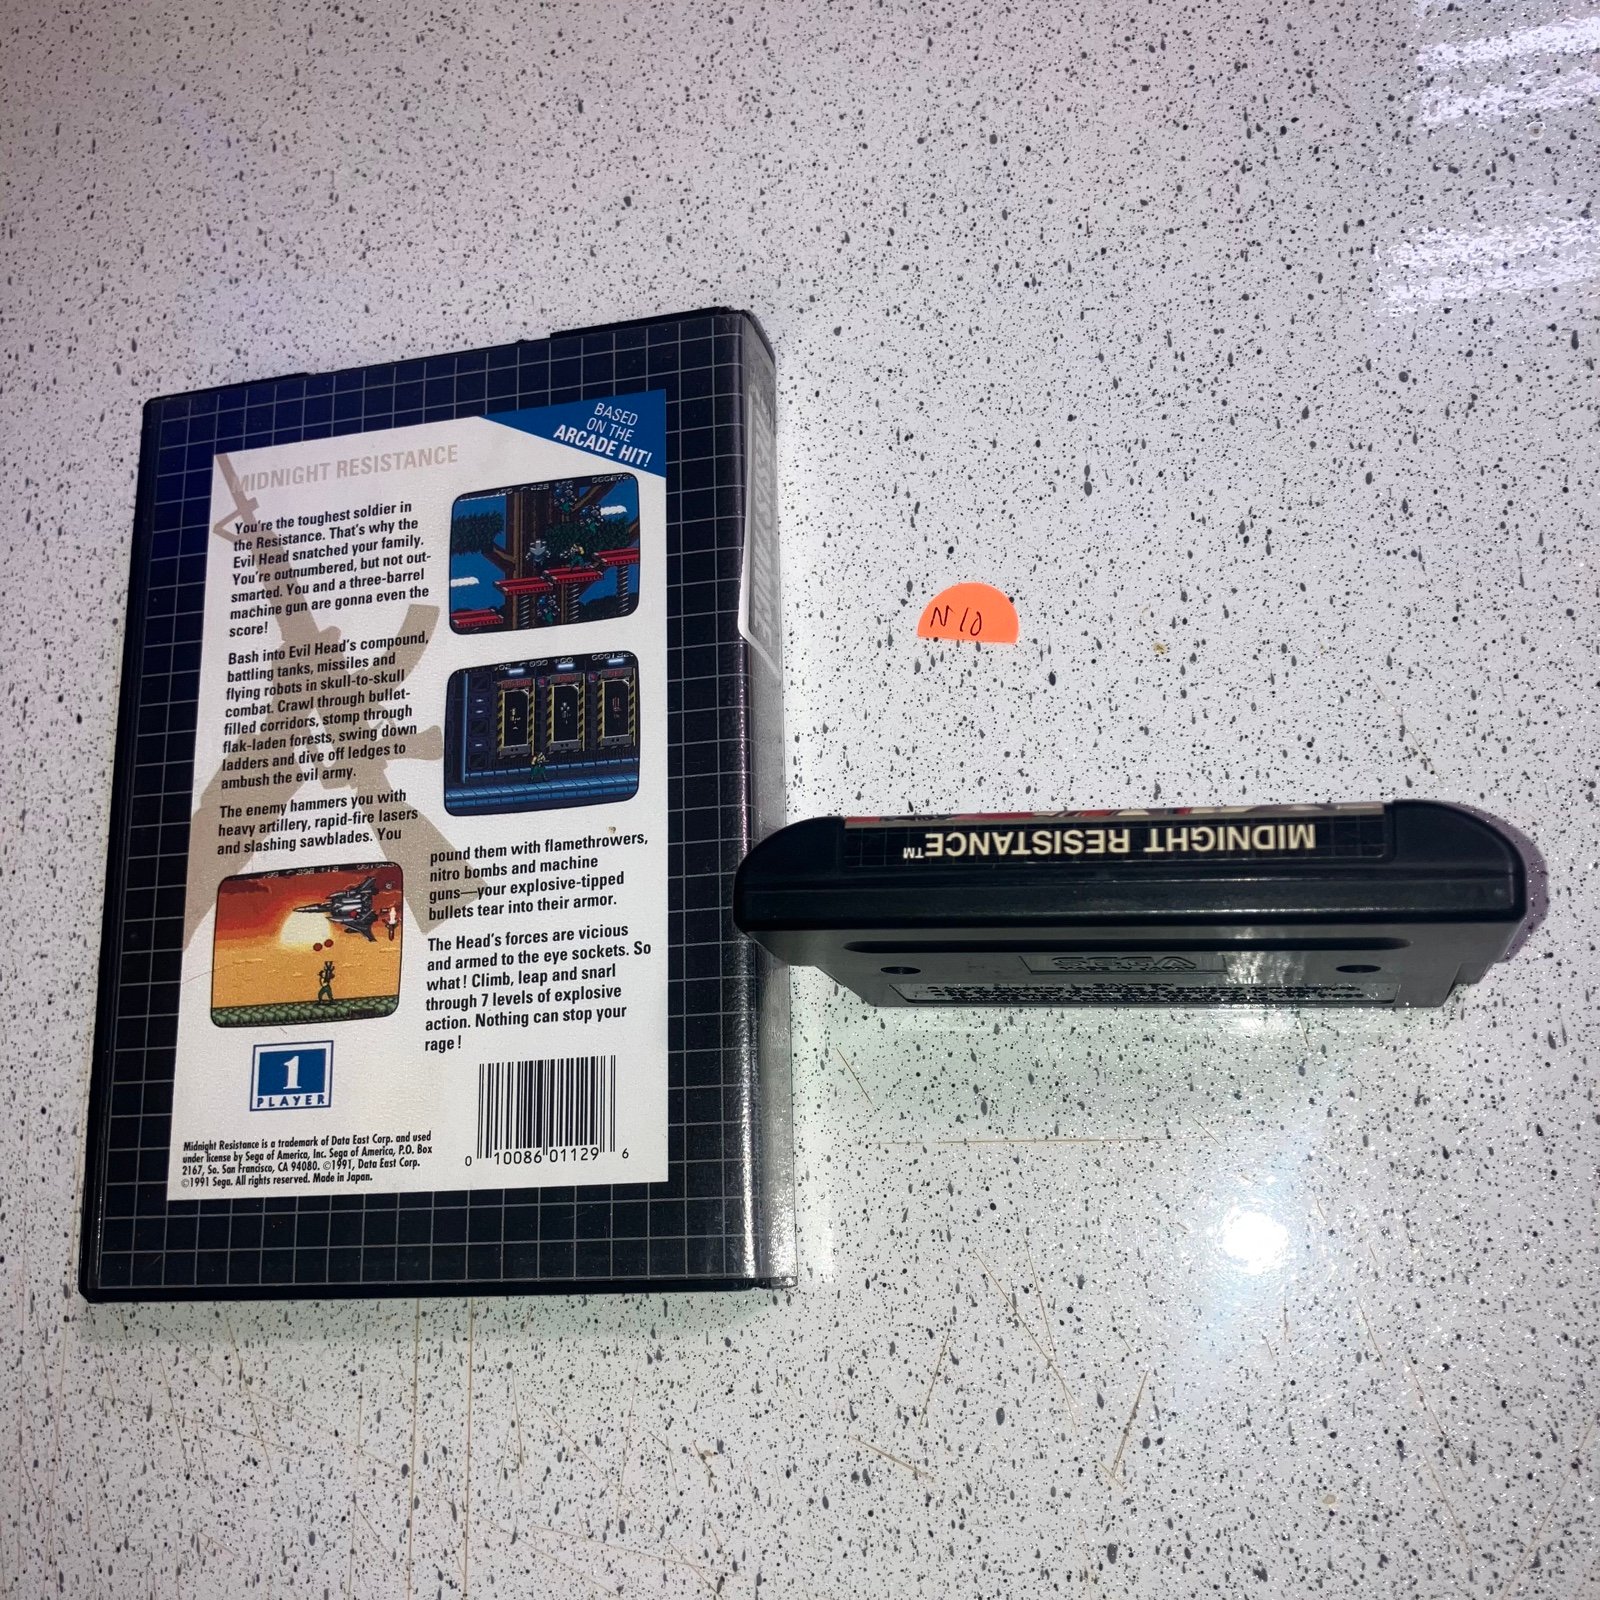 BASED
ON THE
ARCADE HIT!
MIDNIGHT RESISTANCE
You're the toughest soldier in
the Resistance. That's why the
Evil Head snatched your family.
You're outnumbered, but not out-
smarted. You and a three-barrel
machine gun are gonna even the
score!
Bash into Evil Head's compound,
battling tanks, missiles and
flying robots in skull-to-skull
combat. Crawl through bullet-
filled corridors, stomp through
flak-laden forests, swing down
ladders and dive off ledges to
ambush the evil army.
The enemy hammers you with
heavy artillery, rapid-fire lasers
and slashing sawblades. You
pound them with flamethrowers,
nitro bombs and machine
guns—your explosive-tipped
bullets tear into their armor.
The Head's forces are vicious
and armed to the eye sockets. So
what! Climb, leap and snarl
through 7 levels of explosive
action. Nothing can stop your
rage!
1
PLAYER
Midnight Resistance is a trademark of Data East Corp. and used
under license by Sega of America, Inc. Sega of America, P.O. Box
2167, So. San Francisco, CA 94080. ©1991, Data East Corp.
©1991 Sega. All rights reserved. Made in Japan.
0 10086 01129 6
N10
MIDNIGHT RESISTANCE™
SEGA